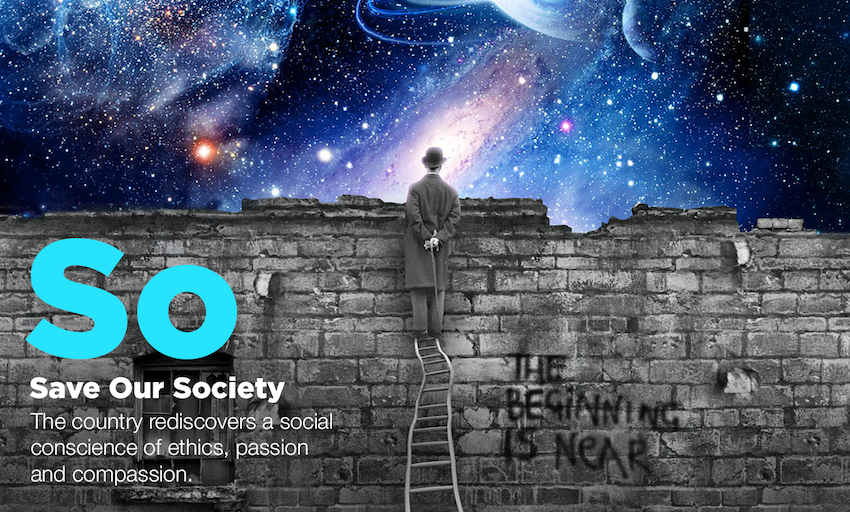 So
Save Our Society
The country rediscovers a social
conscience of ethics, passion
and compassion.
THE
BEGINNING
IS NEAR